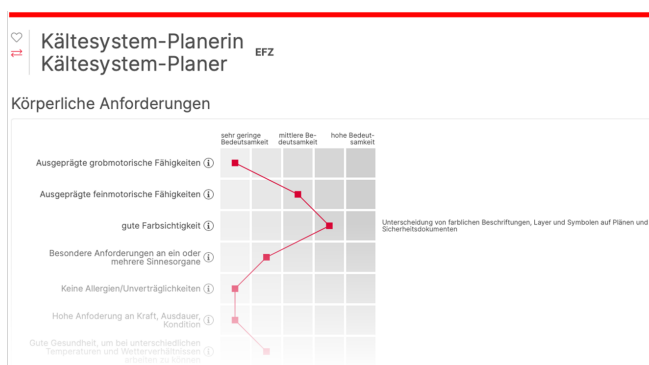 Kältesystem-Planerin
Kältesystem-Planer
EFZ
Körperliche Anforderungen
sehr geringe Bedeutsamkeit
mittlere Be-
deutsamkeit
hohe Bedeut-
samkeit
Ausgeprägte grobmotorische Fähigkeiten
Ausgeprägte feinmotorische Fähigkeiten
gute Farbsichtigkeit
Unterscheidung von farblichen Beschriftungen, Layer und Symbolen auf Plänen und
Sicherheitsdokumenten
Besondere Anforderungen an ein oder
mehrere Sinnesorgane
Keine Allergien/Unverträglichkeiten
Hohe Anfoderung an Kraft, Ausdauer,
Kondition
Gute Gesundheit, um bei unterschiedlichen
Temperaturen und Wetterverhältnissen
arbeiten zu können